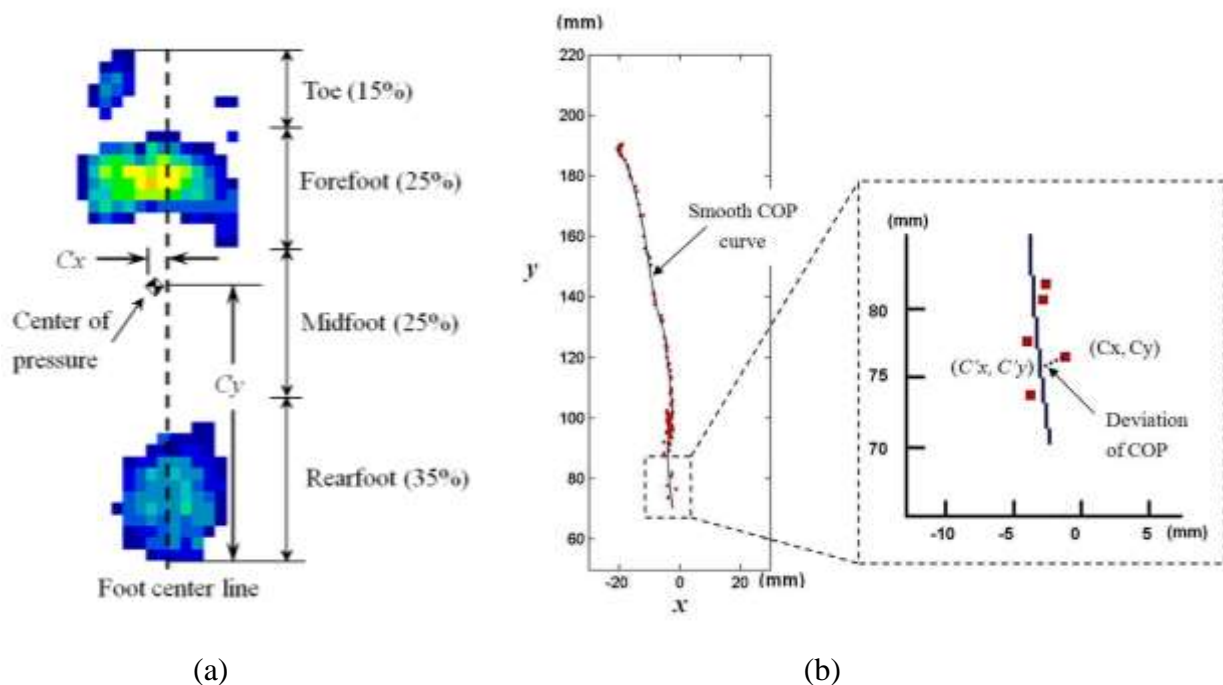 Toe (15%)
Forefoot (25%)
Cx
Center of
pressure
Midfoot (25%)
Cy
Rearfoot (35%)
Foot center line
(a)
(mm)
220
200
180
160
140
120
100
80
60
y
-20
0
20
(mm)
x
Smooth COP
curve
(mm)
80
75
70
-10
-5
0
5
(mm)
(Cx, Cy)
(C'x, C'y)
Deviation
of COP
(b)